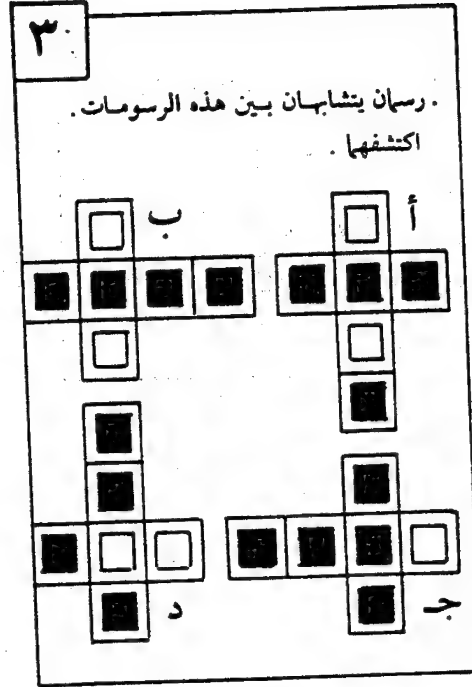 ٣
. رسمان يتشابهان بين هذه الرسومات .
اكتشفهما .
أ
ب
جـ
د